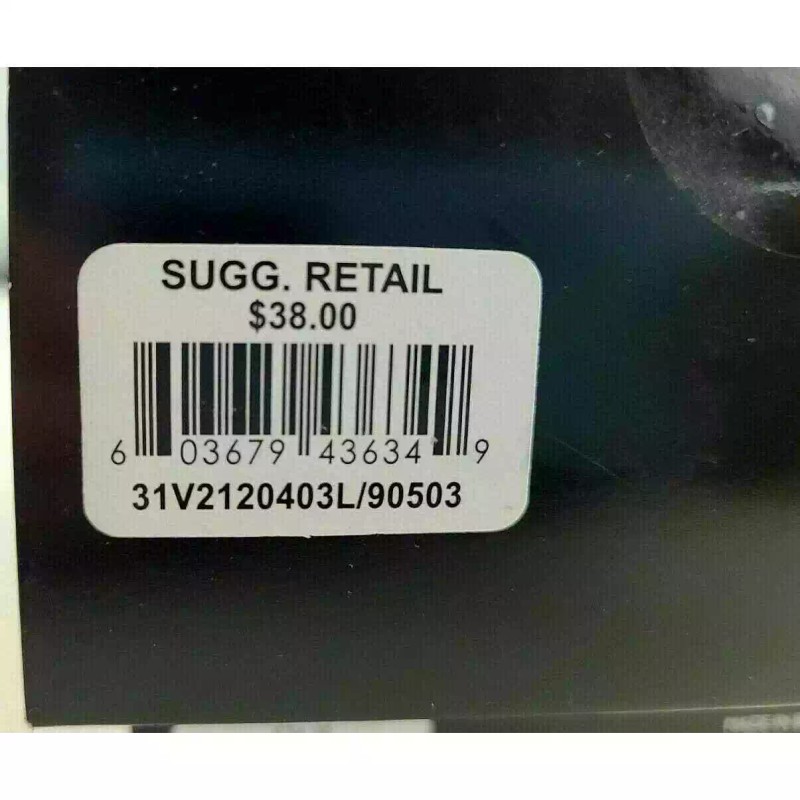 SUGG. RETAIL
$38.00
6 03679 43634 9
31V2120403L/90503